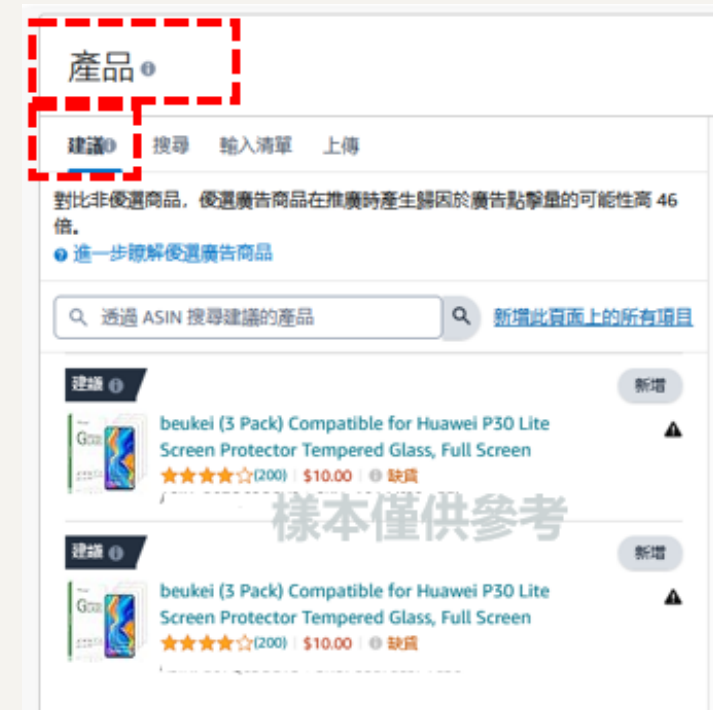 產品
建議 搜尋 輸入清單 上傳
對比非優選商品，優選廣告商品在推廣時產生歸因於廣告點擊量的可能性高 46
倍。
進一步瞭解優選廣告商品
透過 ASIN 搜尋建議的產品 新增此頁面上的所有項目
建議 新增
beukei (3 Pack) Compatible for Huawei P30 Lite
Screen Protector Tempered Glass, Full Screen
(200) $10.00 缺貨
樣本僅供參考
建議 新增
beukei (3 Pack) Compatible for Huawei P30 Lite
Screen Protector Tempered Glass, Full Screen
(200) $10.00 缺貨